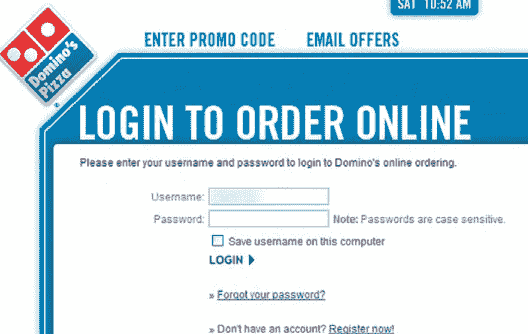 SAT 10:52 AM
ENTER PROMO CODE EMAIL OFFERS
Domino's
Pizza
LOGIN TO ORDER ONLINE
Please enter your username and password to login to Domino's online ordering.
Username:
Password: Note: Passwords are case sensitive.
Save username on this computer
LOGIN
» Forgot your password?
» Don't have an account? Register now!